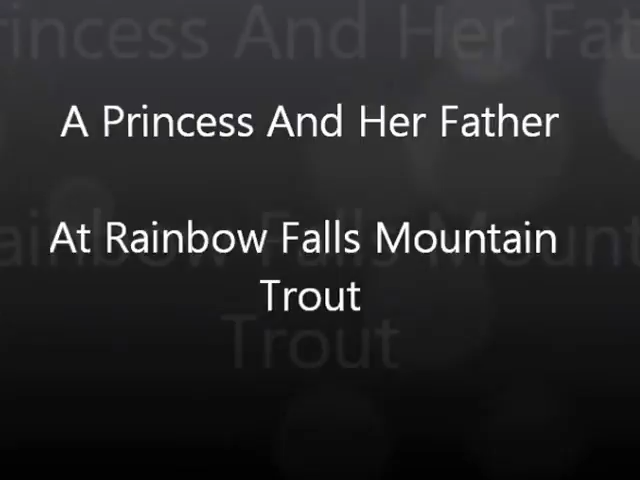 A Princess And Her Father
At Rainbow Falls Mountain
Trout